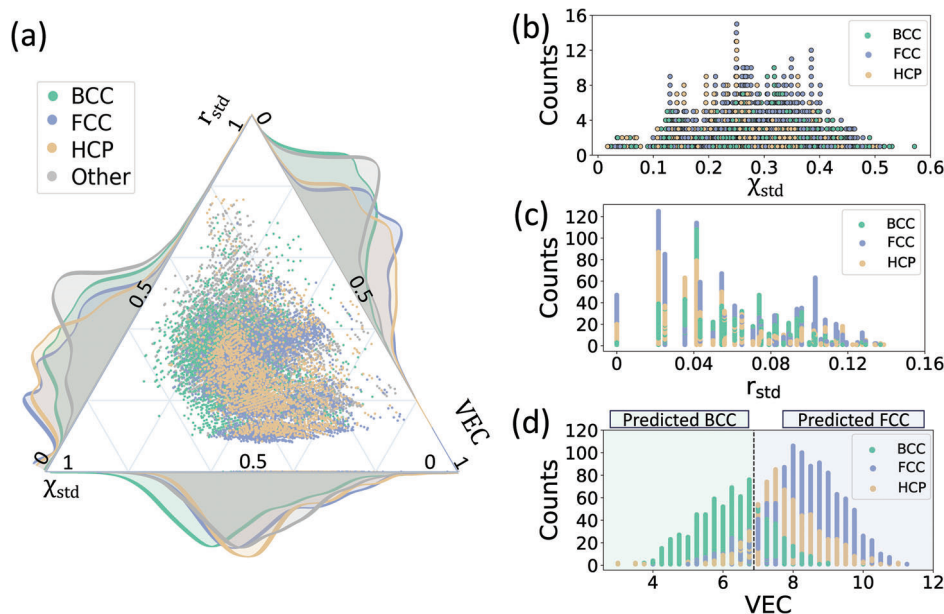 (a)
BCC
FCC
HCP
Other
r_std
1
0
0.5
0.5
VEC
0
1
0.5
0
1
χ_std
(b)
16
12
8
4
0
Counts
BCC
FCC
HCP
0
0.1
0.2
0.3
0.4
0.5
0.6
χ_std
(c)
120
100
80
60
40
20
0
Counts
BCC
FCC
HCP
0.00
0.04
0.08
0.12
0.16
r_std
(d)
Predicted BCC
Predicted FCC
120
100
80
60
40
20
0
Counts
BCC
FCC
HCP
4
6
8
10
12
VEC